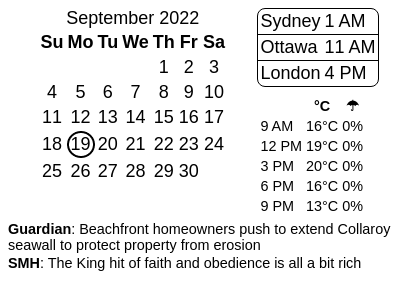 September 2022
Su Mo Tu We Th Fr Sa
1 2 3
4 5 6 7 8 9 10
11 12 13 14 15 16 17
18 19 20 21 22 23 24
25 26 27 28 29 30
Sydney 1 AM
Ottawa 11 AM
London 4 PM
°C ☂
9 AM 16°C 0%
12 PM 19°C 0%
3 PM 20°C 0%
6 PM 16°C 0%
9 PM 13°C 0%
Guardian: Beachfront homeowners push to extend Collaroy
seawall to protect property from erosion
SMH: The King hit of faith and obedience is all a bit rich